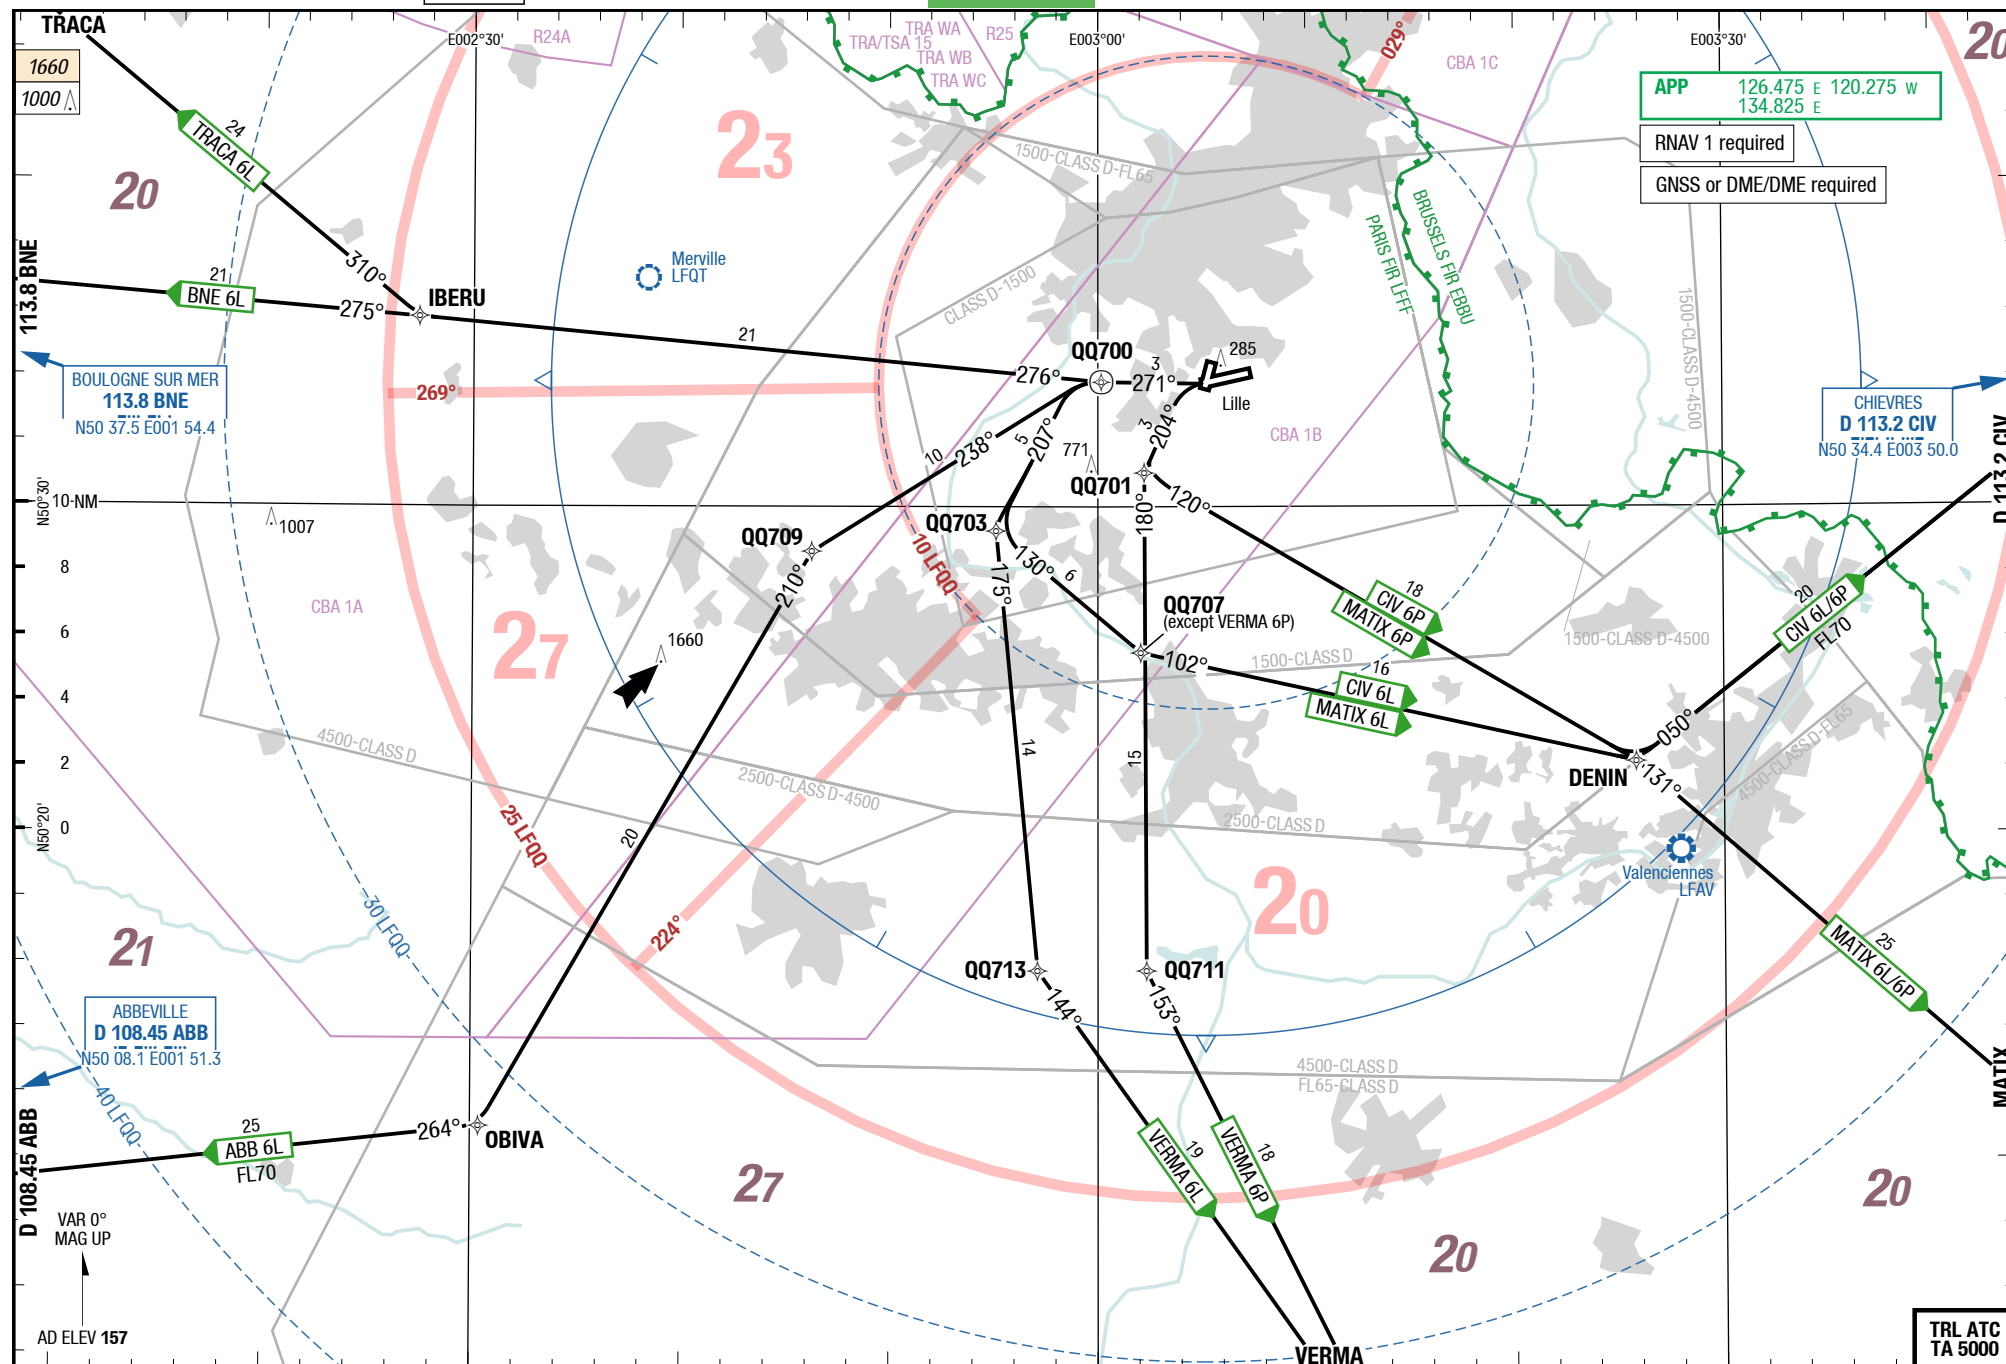 TRACA
1660
1000
E002°30'
R24A
TRA WA
TRA/TSA 15
TRA WB
TRA WC
R25
E003°00'
029°
CBA 1C
E003°30'
20
APP 126.475 E 120.275 W
134.825 E
RNAV 1 required
GNSS or DME/DME required
24
TRACA 6L
20
23
1500-CLASS D-FL65
310°
113.8 BNE
21
BNE 6L
275°
IBERU
Merville
LFQT
CLASS D-1500
PARIS FIR LFFF
BRUSSELS FIR EBBU
1500-CLASS D-4500
21
BOULOGNE SUR MER
113.8 BNE
N50 37.5 E001 54.4
269°
276°
QQ700
3
271°
285
Lille
CBA 1B
CHIEVRES
D 113.2 CIV
N50 34.4 E003 50.0
D 113.2 CIV
10
238°
5
207°
771
3
204°
QQ701
180°
120°
N50°30'
10 NM
1007
QQ709
QQ703
10 LFQQ
130°
6
175°
210°
8
CBA 1A
27
1660
QQ707
(except VERMA 6P)
18
CIV 6P
MATIX 6P
1500-CLASS D-4500
20
CIV 6L/6P
FL70
6
102°
1500-CLASS D
16
CIV 6L
MATIX 6L
4
4500-CLASS D
2500-CLASS D-4500
14
15
050°
DENIN
131°
4500-CLASS D-FL65
2
N50°20'
0
25 LFQQ
20
2500-CLASS D
Valenciennes
LFAV
30 LFQQ
224°
20
25
MATIX 6L/6P
21
QQ713
144°
QQ711
153°
ABBEVILLE
D 108.45 ABB
N50 08.1 E001 51.3
4500-CLASS D
FL65-CLASS D
MATIX
40 LFQQ
D 108.45 ABB
25
ABB 6L
FL70
264°
OBIVA
19
VERMA 6L
18
VERMA 6P
27
20
20
VAR 0°
MAG UP
AD ELEV 157
VERMA
TRL ATC
TA 5000